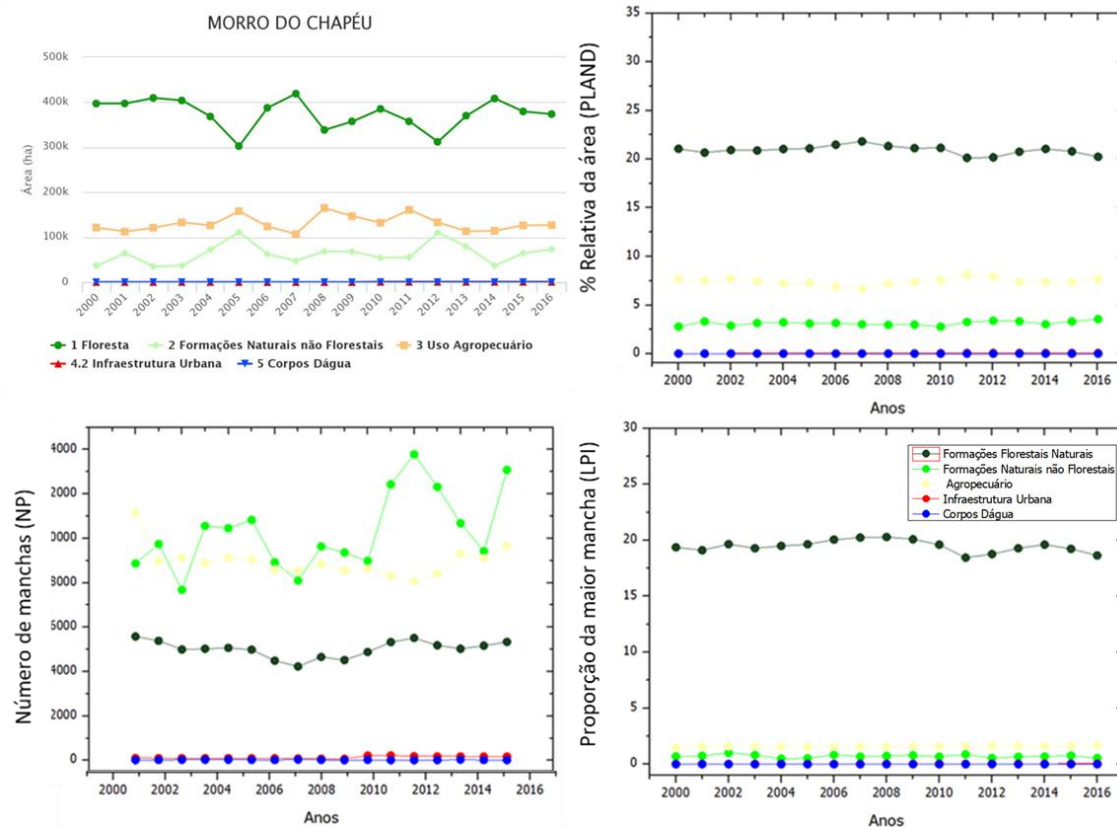 MORRO DO CHAPÉU
500k
400k
300k
200k
100k
0
Área (ha)
2000 2001 2002 2003 2004 2005 2006 2007 2008 2009 2010 2011 2012 2013 2014 2015 2016
1 Floresta 2 Formações Naturais não Florestais 3 Uso Agropecuário
4.2 Infraestrutura Urbana 5 Corpos Dágua
% Relativa da área (PLAND)
35
30
25
20
15
10
5
0
2000 2002 2004 2006 2008 2010 2012 2014 2016
Anos
Número de manchas (NP)
4000
2000
0000
8000
6000
4000
2000
0
2000 2002 2004 2006 2008 2010 2012 2014 2016
Anos
Proporção da maior mancha (LPI)
30
25
20
15
10
5
0
Formações Florestais Naturais
Formações Naturais não Florestais
Agropecuário
Infraestrutura Urbana
Corpos Dágua
2000 2002 2004 2006 2008 2010 2012 2014 2016
Anos